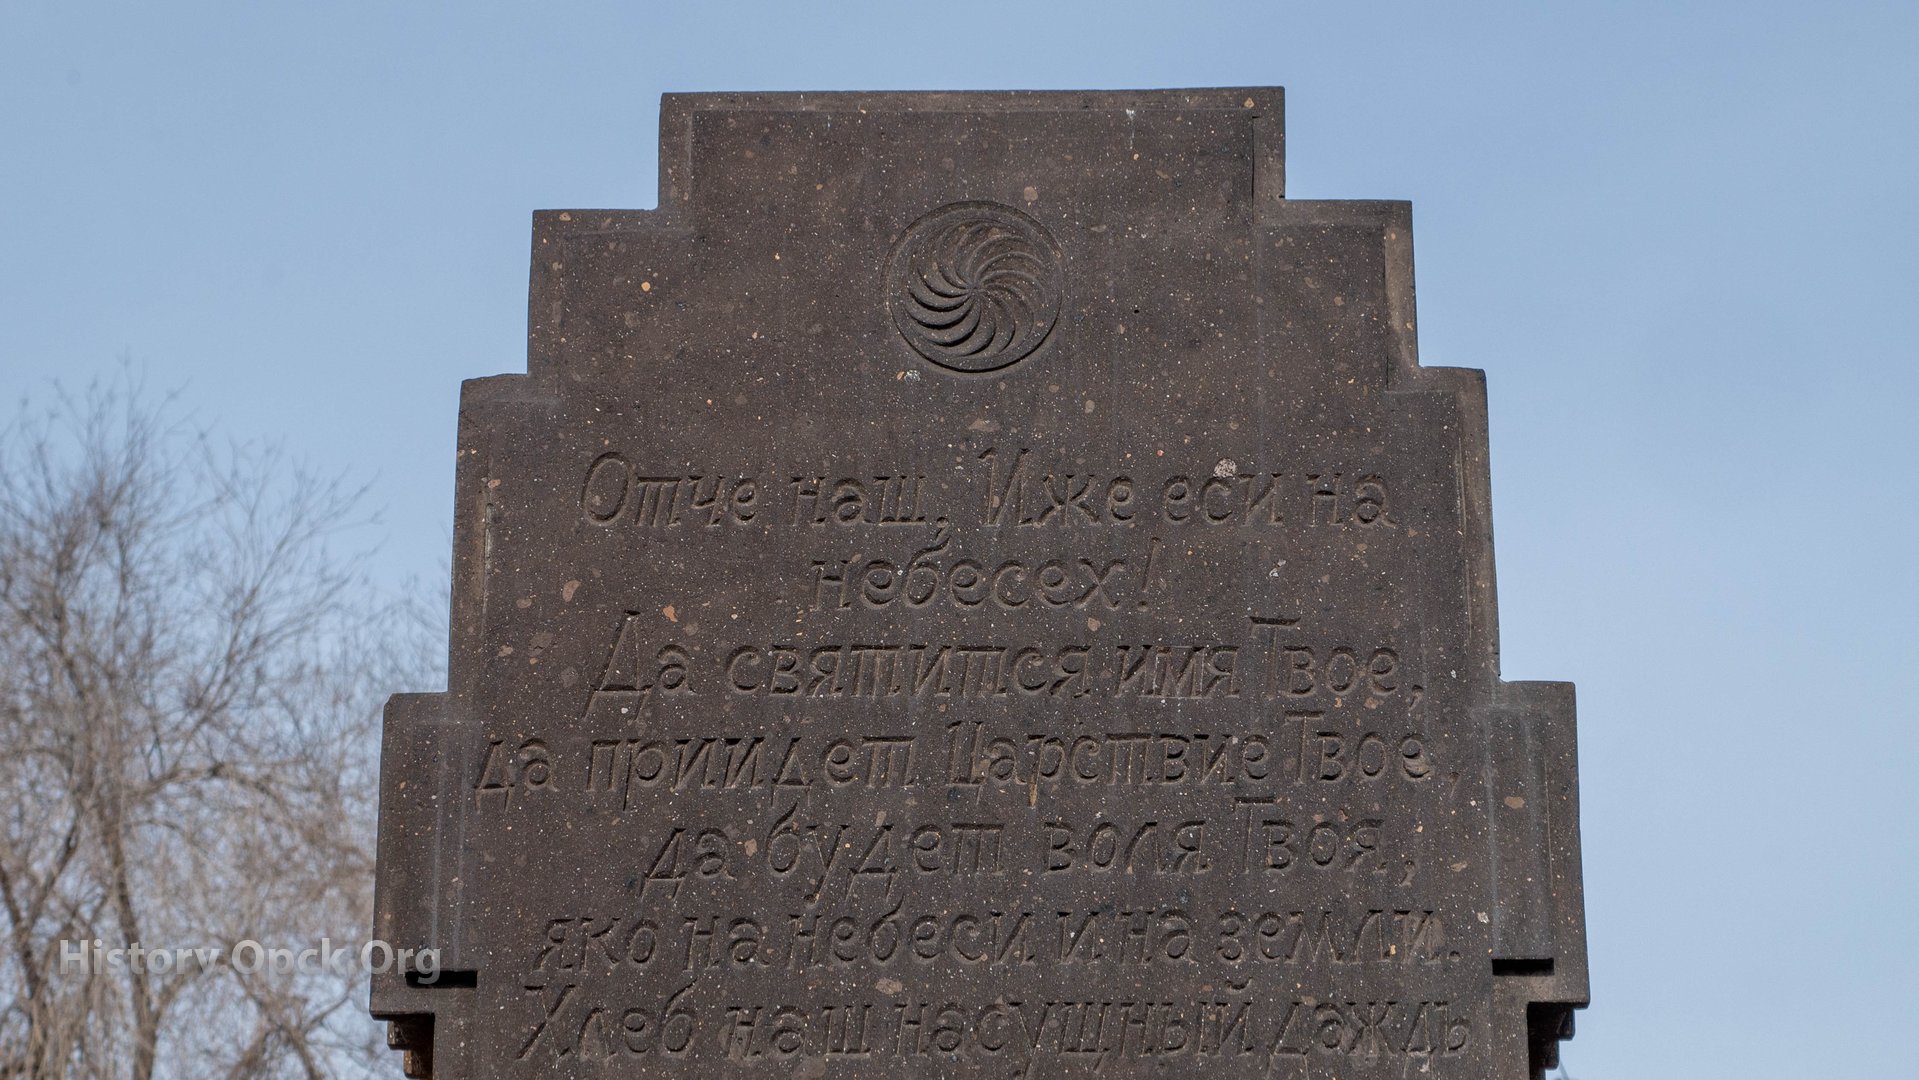 Отче наш, Иже еси на
небесех!
Да святится имя Твое,
да приидет Царствие Твое,
да будет воля Твоя,
яко на небеси и на земли.
Хлеб наш насущный даждь
History Opck Org